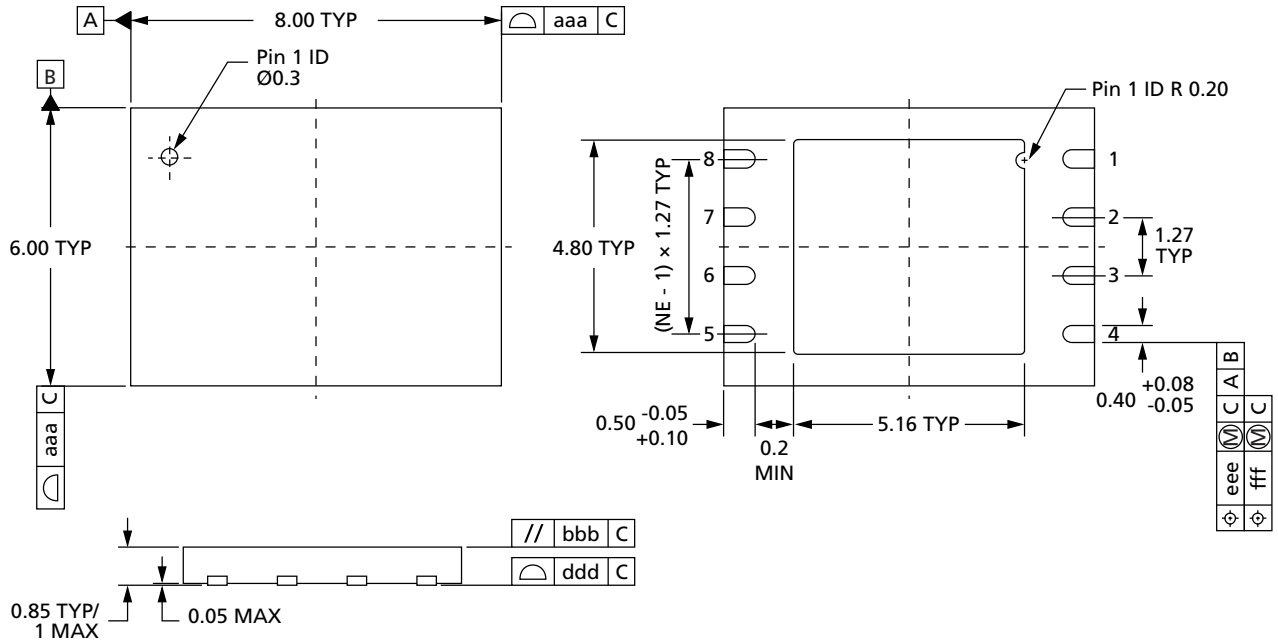 A
8.00 TYP
aaa C
Pin 1 ID
Ø0.3
B
6.00 TYP
aaa C
Pin 1 ID R 0.20
8
7
6
5
(NE - 1) × 1.27 TYP
4.80 TYP
1
2
3
4
1.27
TYP
0.50 -0.05
+0.10
0.2
MIN
5.16 TYP
0.40 +0.08
-0.05
⌖ eee Ⓜ C A B
⌖ fff Ⓜ C
// bbb C
ddd C
0.85 TYP/
1 MAX
0.05 MAX